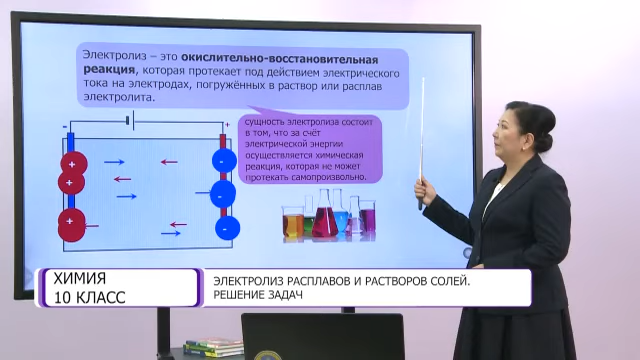 Электролиз – это окислительно-восстановительная
реакция, которая протекает под действием электрического
тока на электродах, погружённых в раствор или расплав
электролита.
сущность электролиза состоит
в том, что за счёт
электрической энергии
осуществляется химическая
реакция, которая не может
протекать самопроизвольно.
- +
+ -
+ -
+ -
ХИМИЯ
10 КЛАСС
ЭЛЕКТРОЛИЗ РАСПЛАВОВ И РАСТВОРОВ СОЛЕЙ.
РЕШЕНИЕ ЗАДАЧ